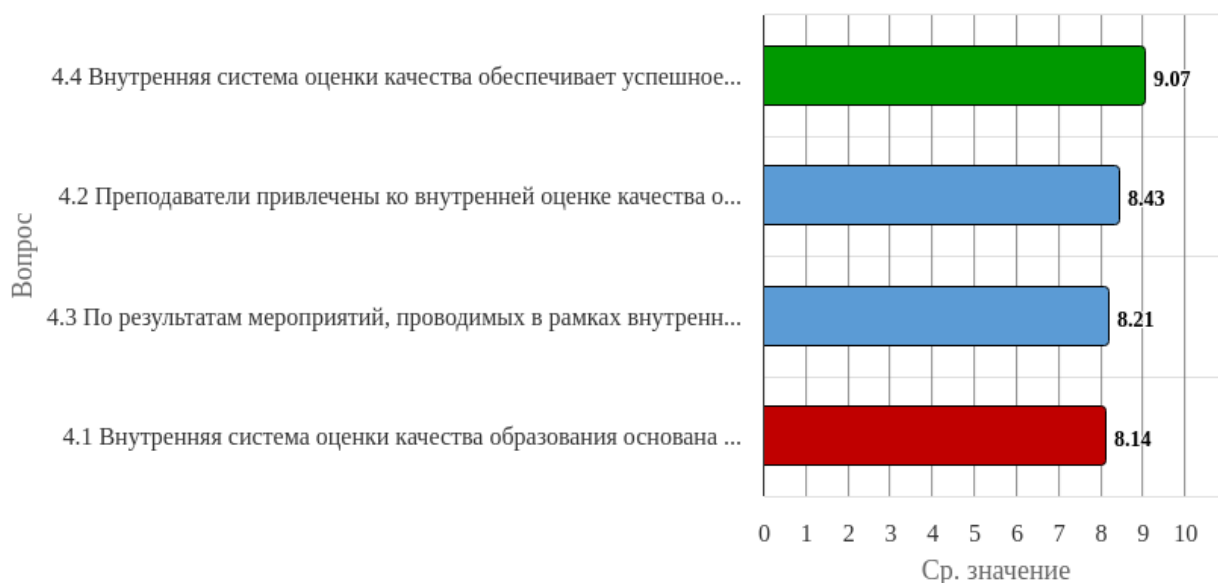 4.4 Внутренняя система оценки качества обеспечивает успешное...
9.07
4.2 Преподаватели привлечены ко внутренней оценке качества о...
8.43
Вопрос
4.3 По результатам мероприятий, проводимых в рамках внутренн...
8.21
4.1 Внутренняя система оценки качества образования основана ...
8.14
0 1 2 3 4 5 6 7 8 9 10
Ср. значение